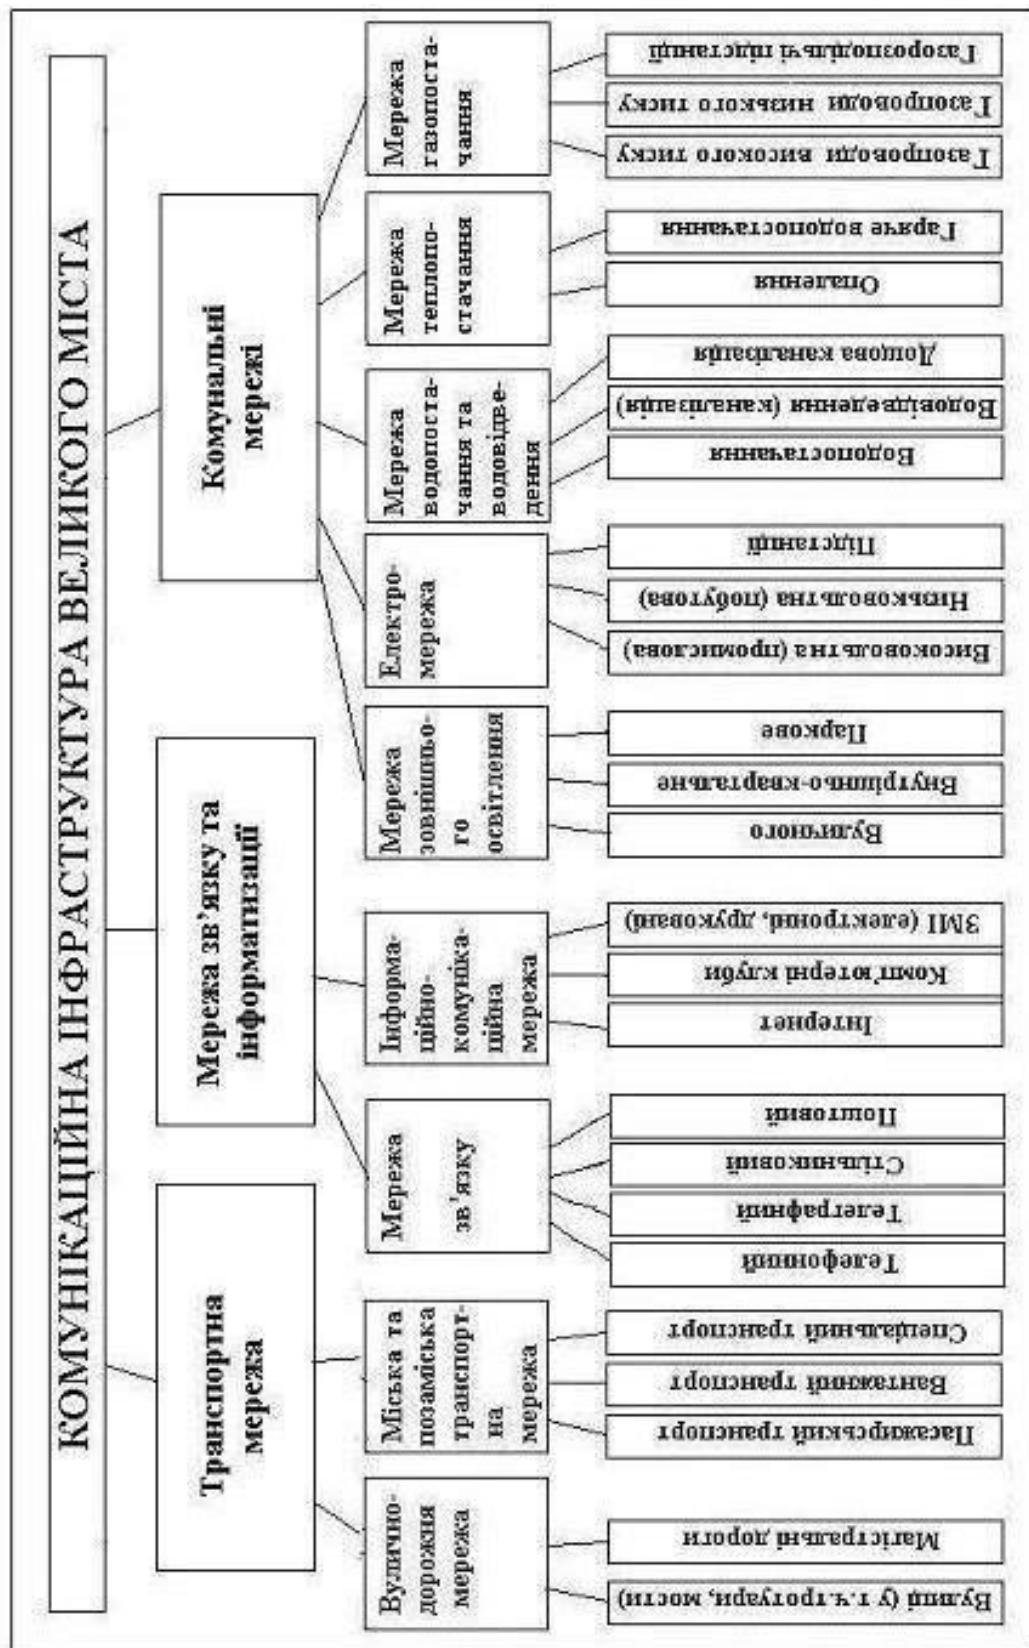 КОМУНІКАЦІЙНА ІНФРАСТРУКТУРА ВЕЛИКОГО МІСТА
Транспортна
мережа
Мережа зв'язку та
інформатизації
Комунальні
мережі
Вулично-
дорожня
мережа
Міська та
позаміська
транспорт-
на
мережа
Мережа
зв'язку
Інформа-
ційно-
комуніка-
ційна
мережа
Мережа
зовнішньо-
го
освітлення
Електро-
мережа
Мережа
водопоста-
чання та
водовідве-
дення
Мережа
теплопо-
стачання
Мережа
газопоста-
чання
Вулиці (у т.ч.тротуари, мости)
Магістральні дороги
Пасажирський транспорт
Вантажний транспорт
Спеціальний транспорт
Телефонний
Телеграфний
Стільниковий
Поштовий
Інтернет
Комп'ютерні клуби
ЗМІ (електронні, друковані)
Вуличного
Внутрішньо-квартальне
Паркове
Високовольтна (промислова)
Низьковольтна (побутова)
Підстанції
Водопостачання
Водовідведення (каналізація)
Дощова каналізація
Опалення
Гаряче водопостачання
Газопроводи високого тиску
Газопроводи низького тиску
Газорозподільчі підстанції